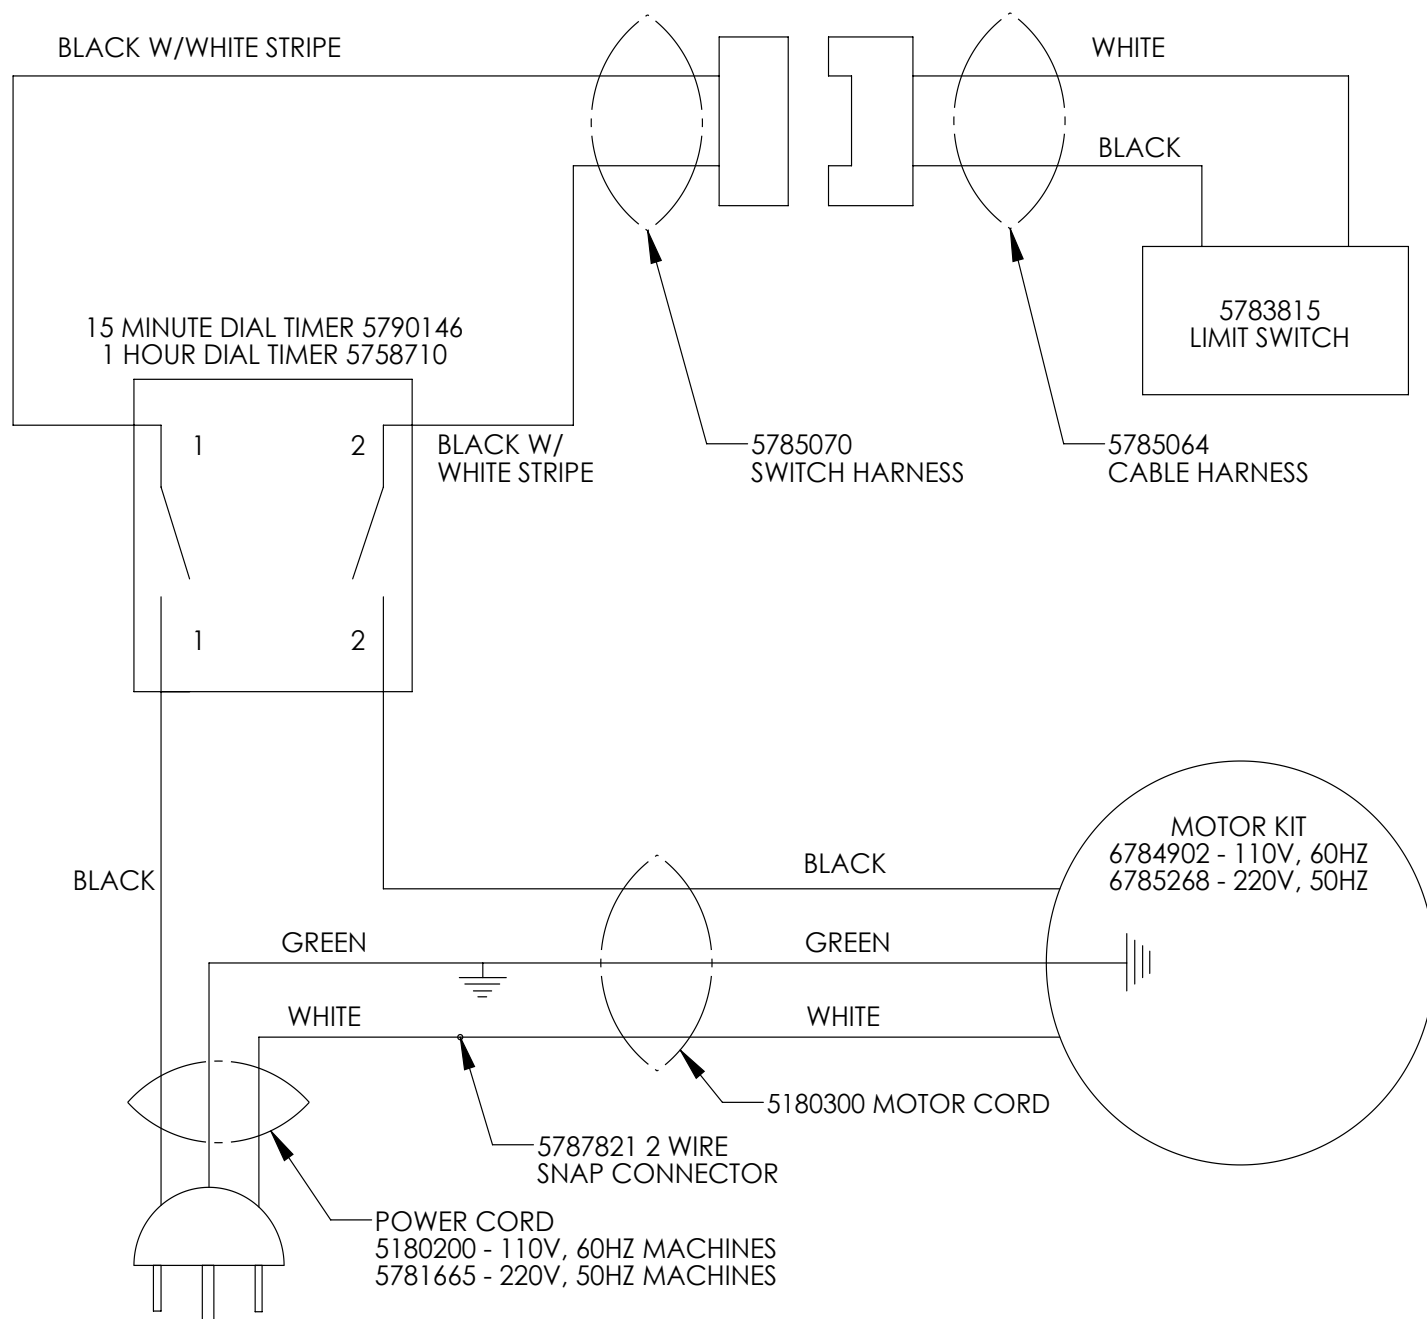 BLACK W/WHITE STRIPE
WHITE
BLACK
5783815
LIMIT SWITCH
15 MINUTE DIAL TIMER 5790146
1 HOUR DIAL TIMER 5758710
1 2
BLACK W/
WHITE STRIPE
5785070
SWITCH HARNESS
5785064
CABLE HARNESS
1 2
MOTOR KIT
6784902 - 110V, 60HZ
6785268 - 220V, 50HZ
BLACK
BLACK
GREEN
GREEN
WHITE
WHITE
5180300 MOTOR CORD
5787821 2 WIRE
SNAP CONNECTOR
POWER CORD
5180200 - 110V, 60HZ MACHINES
5781665 - 220V, 50HZ MACHINES